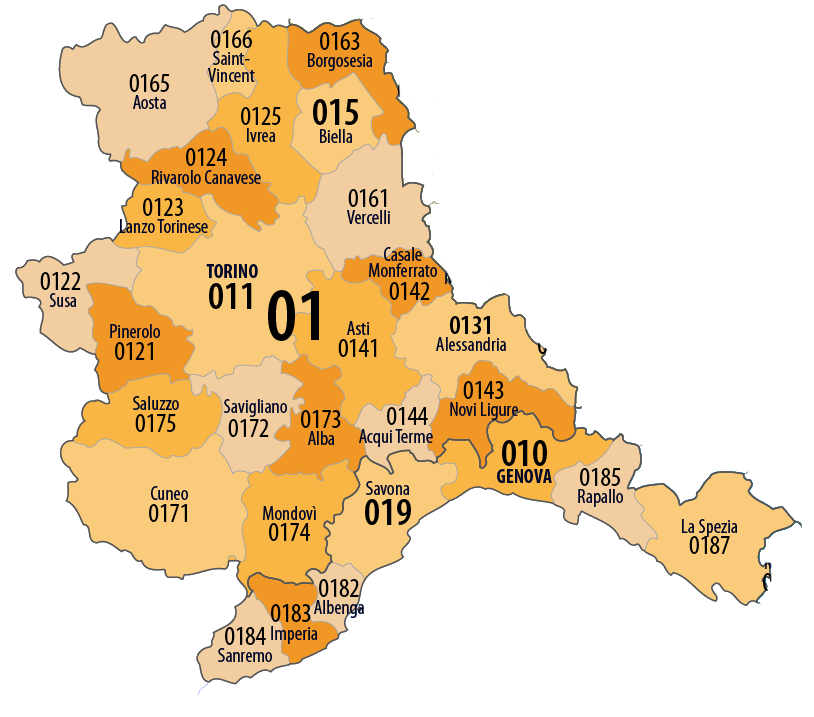 0166
Saint-
Vincent
0163
Borgosesia
0165
Aosta
0125
Ivrea
015
Biella
0124
Rivarolo Canavese
0161
Vercelli
0123
Lanzo Torinese
Casale
Monferrato
0142
0122
Susa
TORINO
011
01
Pinerolo
0121
Asti
0141
0131
Alessandria
Saluzzo
0175
Savigliano
0172
0173
Alba
0144
Acqui Terme
0143
Novi Ligure
010
GENOVA
0185
Rapallo
Cuneo
0171
Mondovì
0174
Savona
019
La Spezia
0187
0182
Albenga
0183
Imperia
0184
Sanremo